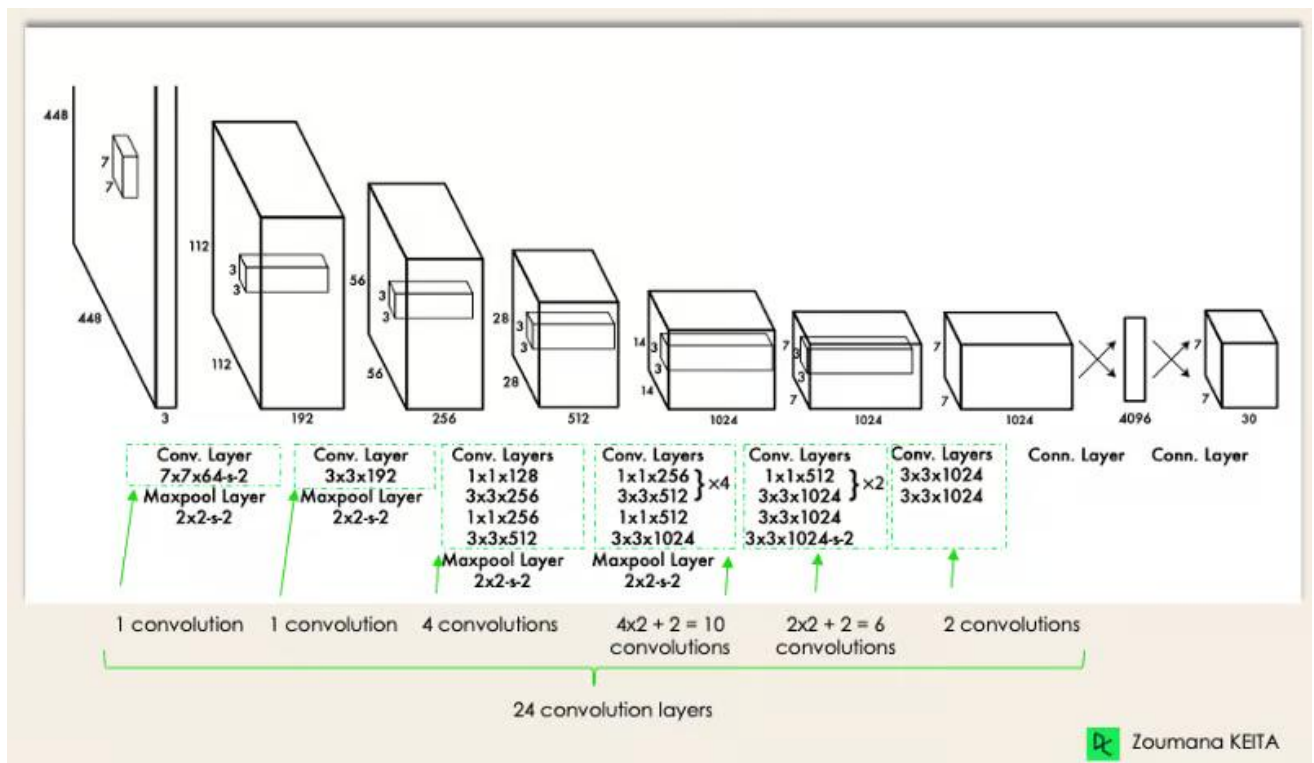 448
7
7
448
3
112
3
3
112
192
56
3
3
56
256
28
3
3
28
512
14
3
3
14
1024
7
3
3
7
1024
7
7
1024
4096
7
7
30
Conv. Layer
7x7x64-s-2
Maxpool Layer
2x2-s-2
Conv. Layer
3x3x192
Maxpool Layer
2x2-s-2
Conv. Layers
1x1x128
3x3x256
1x1x256
3x3x512
Maxpool Layer
2x2-s-2
Conv. Layers
1x1x256
3x3x512 } x4
1x1x512
3x3x1024
Maxpool Layer
2x2-s-2
Conv. Layers
1x1x512
3x3x1024 } x2
3x3x1024
3x3x1024-s-2
Conv. Layers
3x3x1024
3x3x1024
Conn. Layer
Conn. Layer
1 convolution
1 convolution
4 convolutions
4x2 + 2 = 10
convolutions
2x2 + 2 = 6
convolutions
2 convolutions
24 convolution layers
DC Zoumana KEITA